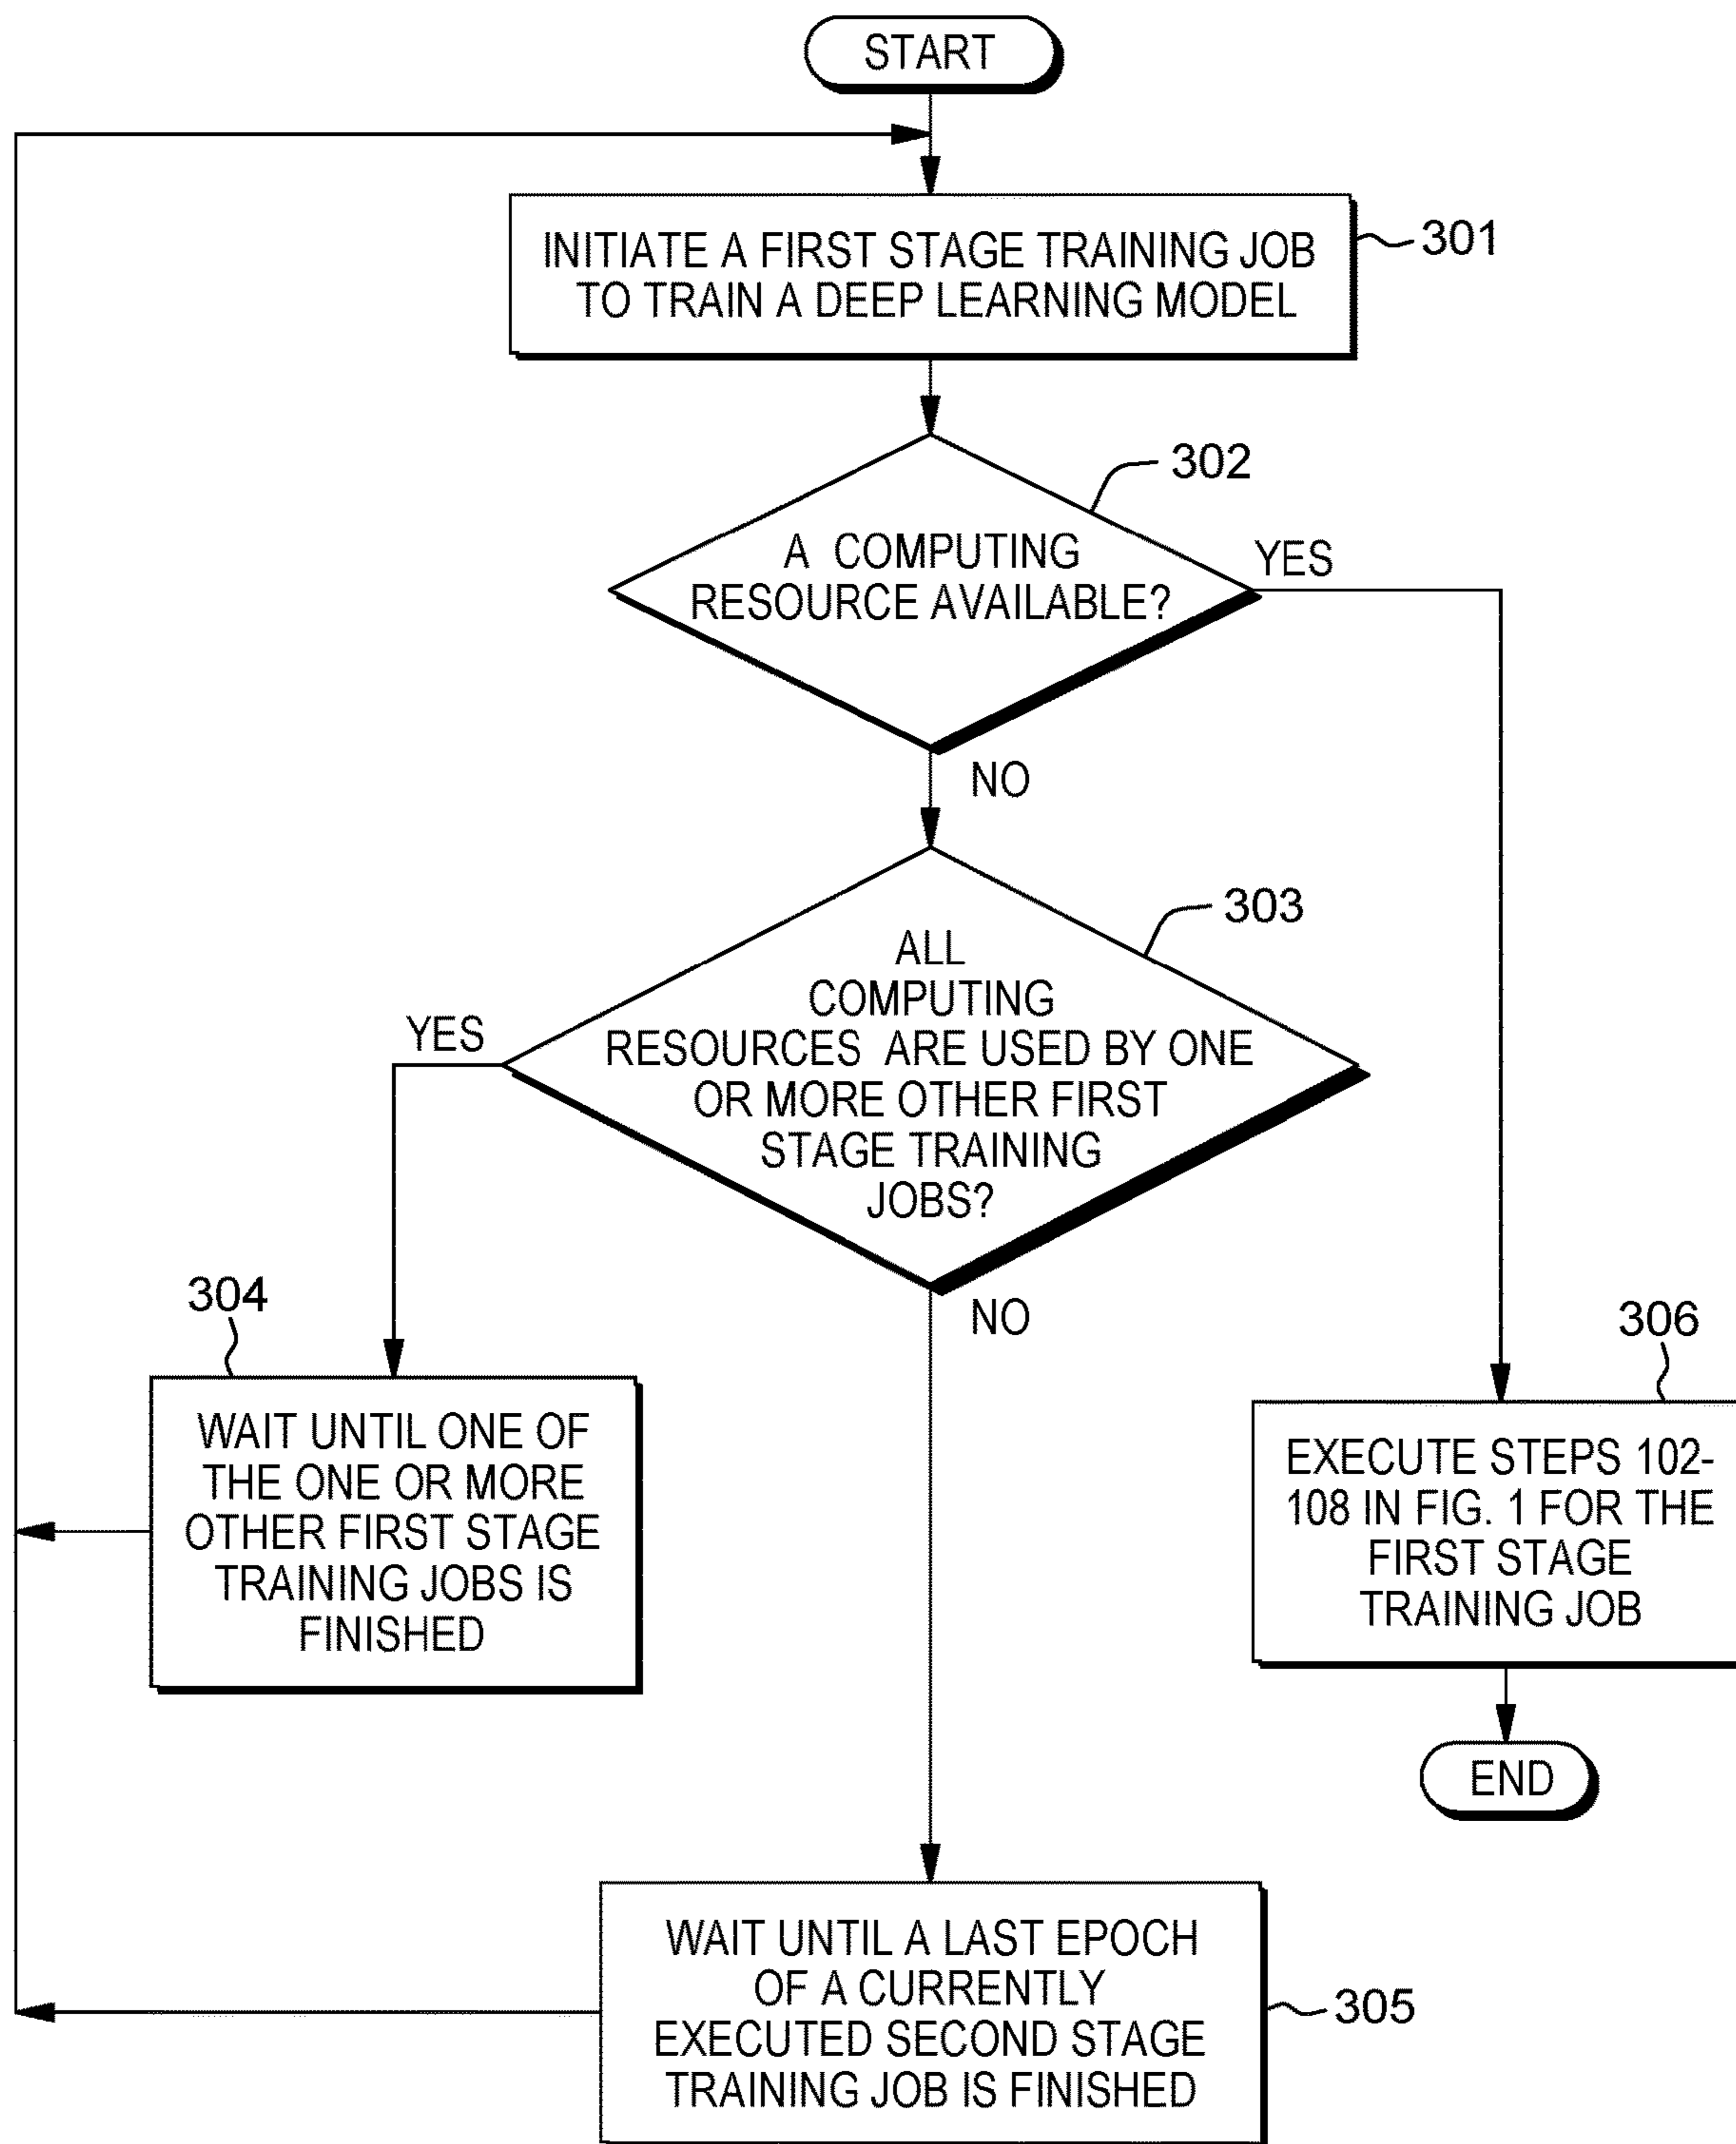 START
INITIATE A FIRST STAGE TRAINING JOB
TO TRAIN A DEEP LEARNING MODEL
301
302
A COMPUTING
RESOURCE AVAILABLE?
YES
NO
303
ALL
COMPUTING
RESOURCES ARE USED BY ONE
OR MORE OTHER FIRST
STAGE TRAINING
JOBS?
YES
NO
304
WAIT UNTIL ONE OF
THE ONE OR MORE
OTHER FIRST STAGE
TRAINING JOBS IS
FINISHED
306
EXECUTE STEPS 102-
108 IN FIG. 1 FOR THE
FIRST STAGE
TRAINING JOB
END
WAIT UNTIL A LAST EPOCH
OF A CURRENTLY
EXECUTED SECOND STAGE
TRAINING JOB IS FINISHED
305